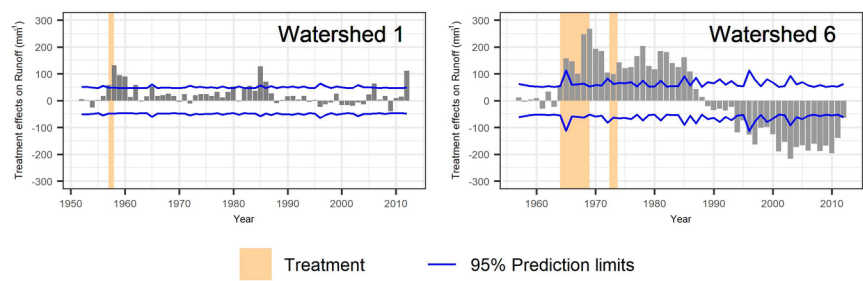 Watershed 1
Treatment effects on Runoff (mm¹)
300
200
100
0
-100
-200
-300
1950 1960 1970 1980 1990 2000 2010
Year
Watershed 6
Treatment effects on Runoff (mm¹)
300
200
100
0
-100
-200
-300
1960 1970 1980 1990 2000 2010
Year
Treatment
95% Prediction limits